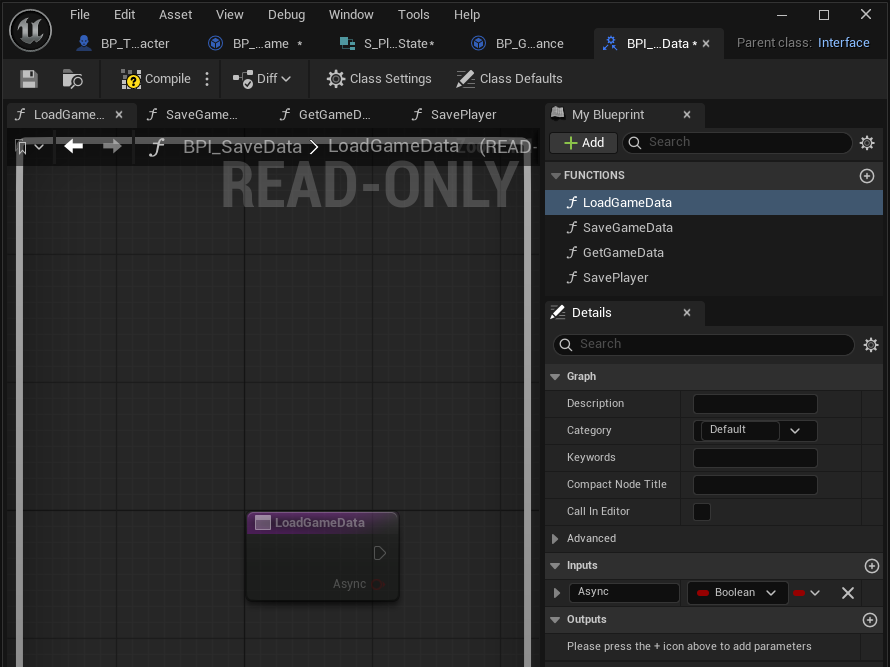 File Edit Asset View Debug Window Tools Help
BP_T...acter BP_...ame * S_Pl...State* BP_G...ance BPI_...Data * Parent class: Interface
Compile Diff Class Settings Class Defaults
LoadGame... SaveGame... GetGameD... SavePlayer My Blueprint
Add Search
BPI_SaveData > LoadGameData (READ-
READ-ONLY
FUNCTIONS
LoadGameData
SaveGameData
GetGameData
SavePlayer
Details
Search
Graph
Description
Category Default
Keywords
Compact Node Title
Call In Editor
Advanced
Inputs
Async Boolean
Outputs
Please press the + icon above to add parameters
LoadGameData
Async